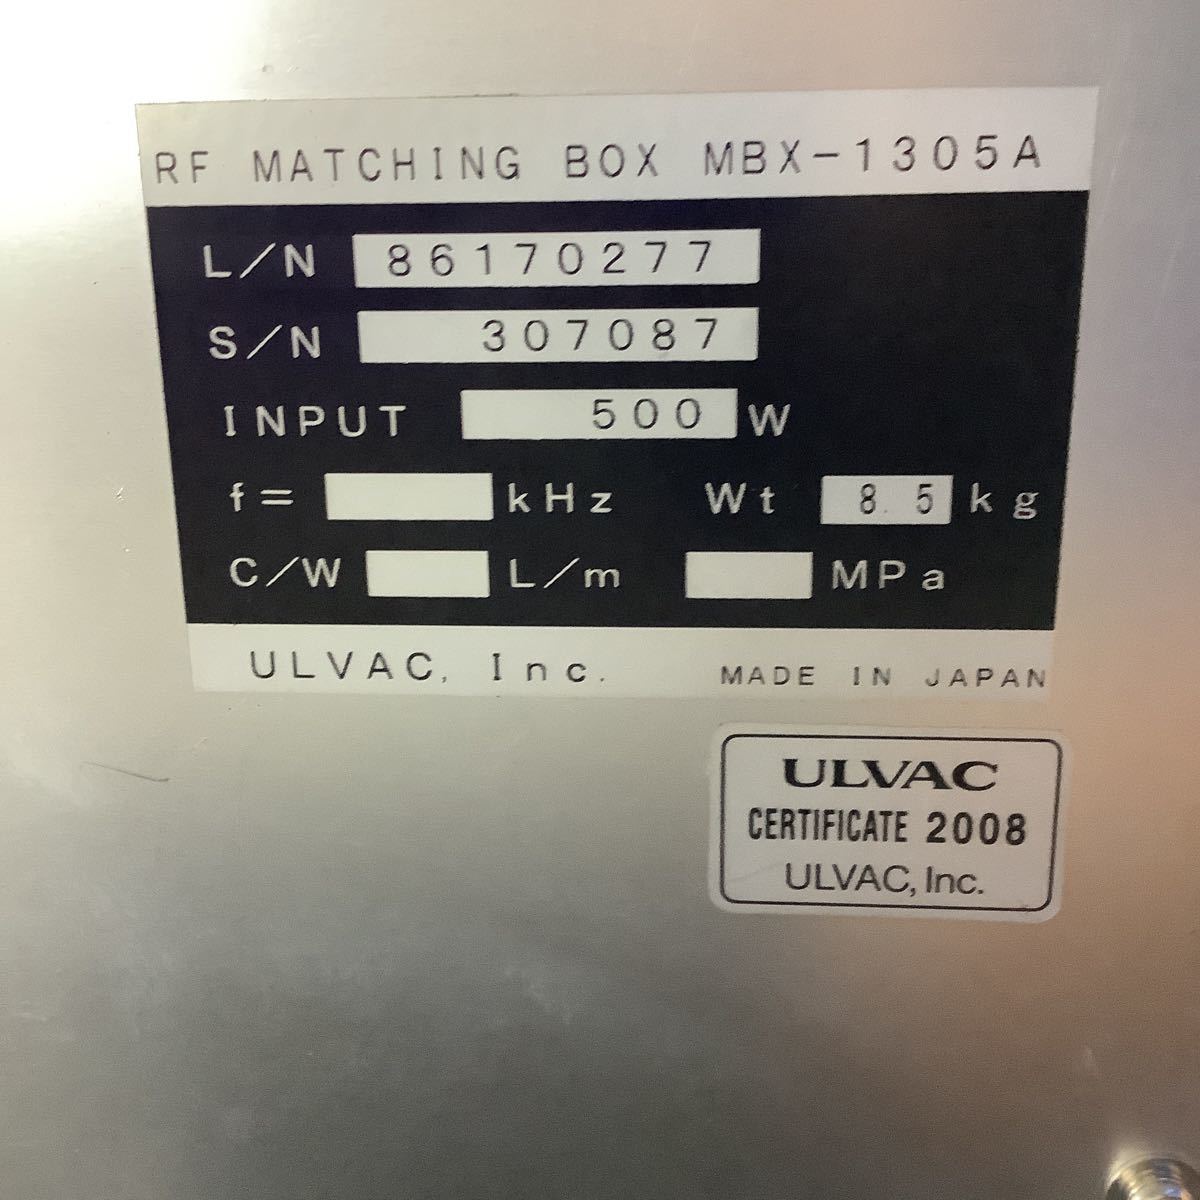 RF MATCHING BOX MBX-1305A
L/N 86170277
S/N 307087
INPUT 500 W
f= kHz Wt 8.5 kg
C/W L/m MPa
ULVAC, Inc. MADE IN JAPAN
ULVAC
CERTIFICATE 2008
ULVAC, Inc.